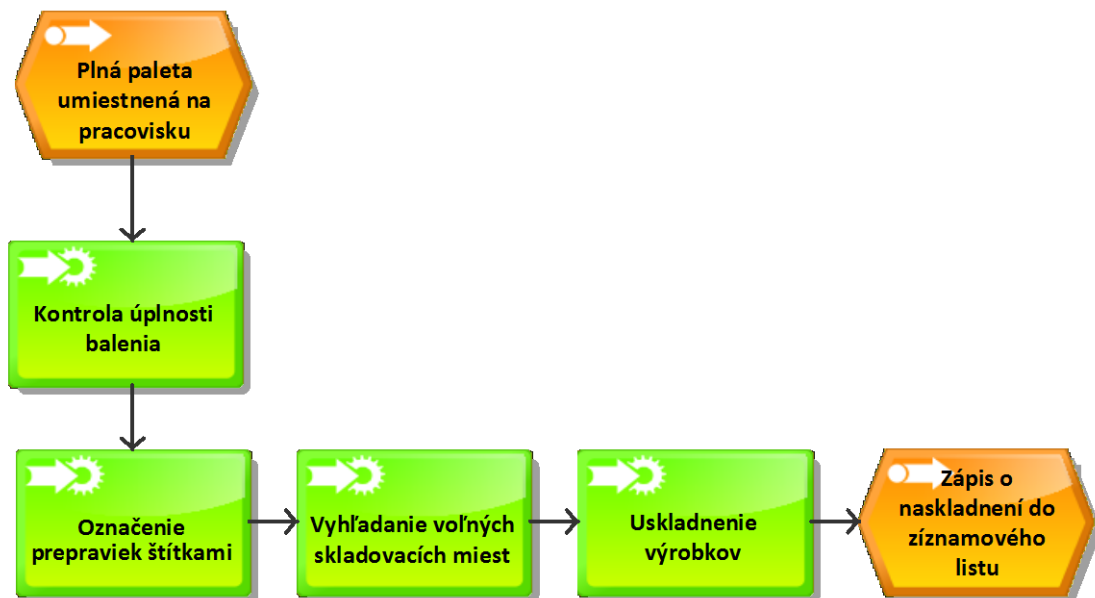 Plná paleta
umiestnená na
pracovisku
Kontrola úplnosti
balenia
Označenie
prepraviek štítkami
Vyhľadanie voľných
skladovacích miest
Uskladnenie
výrobkov
Zápis o
naskladnení do
zíznamového
listu